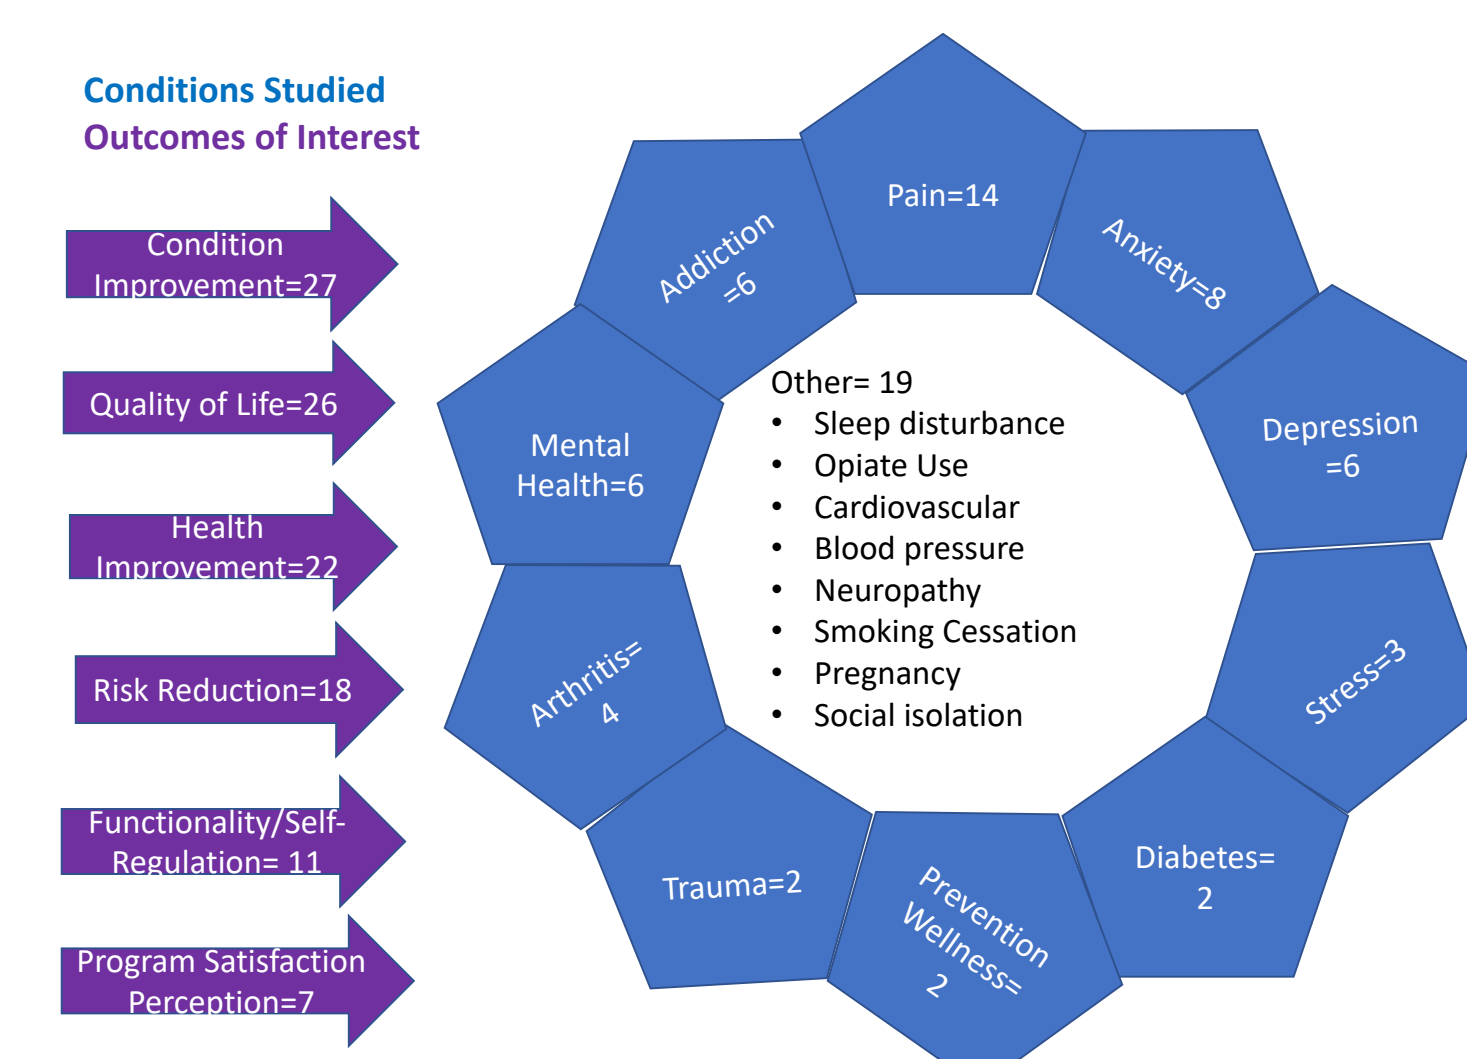 Conditions Studied
Outcomes of Interest
Condition
Improvement=27
Quality of Life=26
Health
Improvement=22
Risk Reduction=18
Functionality/Self-
Regulation= 11
Program Satisfaction
Perception=7
Pain=14
Anxiety=8
Depression
=6
Stress=3
Diabetes=
2
Prevention
Wellness=
2
Trauma=2
Arthritis=
4
Mental
Health=6
Addiction
=6
Other= 19
• Sleep disturbance
• Opiate Use
• Cardiovascular
• Blood pressure
• Neuropathy
• Smoking Cessation
• Pregnancy
• Social isolation